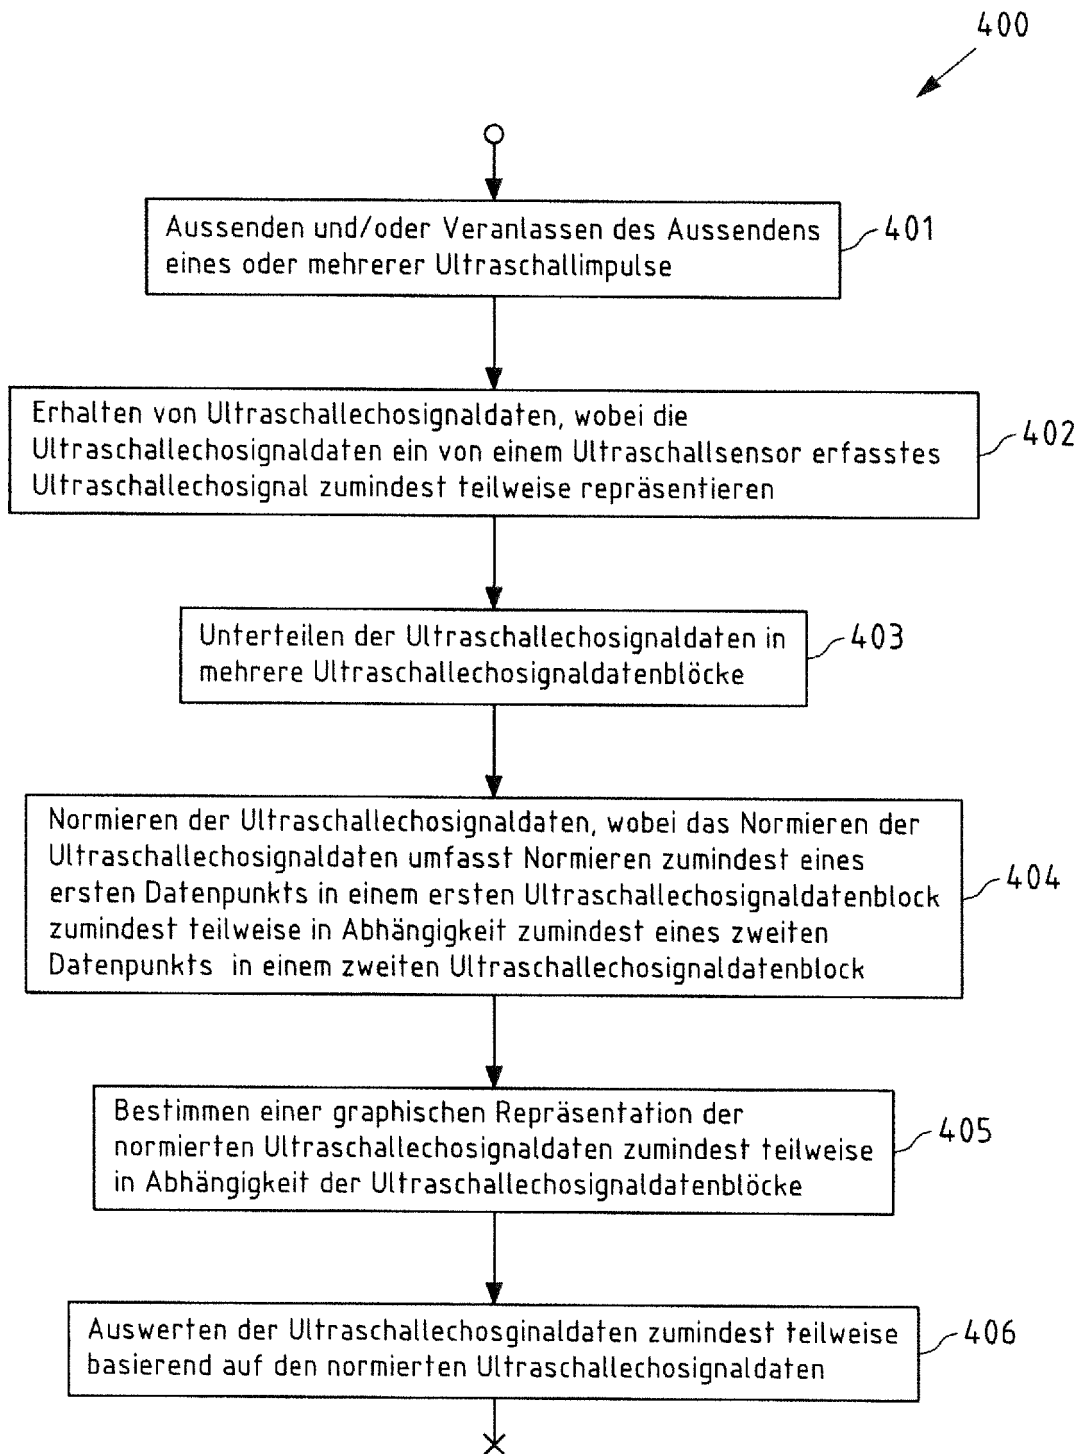 400
Aussenden und/oder Veranlassen des Aussendens
eines oder mehrerer Ultraschallimpulse
401
Erhalten von Ultraschallechosignaldaten, wobei die
Ultraschallechosignaldaten ein von einem Ultraschallsensor erfasstes
Ultraschallechosignal zumindest teilweise repräsentieren
402
Unterteilen der Ultraschallechosignaldaten in
mehrere Ultraschallechosignaldatenblöcke
403
Normieren der Ultraschallechosignaldaten, wobei das Normieren der
Ultraschallechosignaldaten umfasst Normieren zumindest eines
ersten Datenpunkts in einem ersten Ultraschallechosignaldatenblock
zumindest teilweise in Abhängigkeit zumindest eines zweiten
Datenpunkts in einem zweiten Ultraschallechosignaldatenblock
404
Bestimmen einer graphischen Repräsentation der
normierten Ultraschallechosignaldaten zumindest teilweise
in Abhängigkeit der Ultraschallechosignaldatenblöcke
405
Auswerten der Ultraschallechosginaldaten zumindest teilweise
basierend auf den normierten Ultraschallechosignaldaten
406